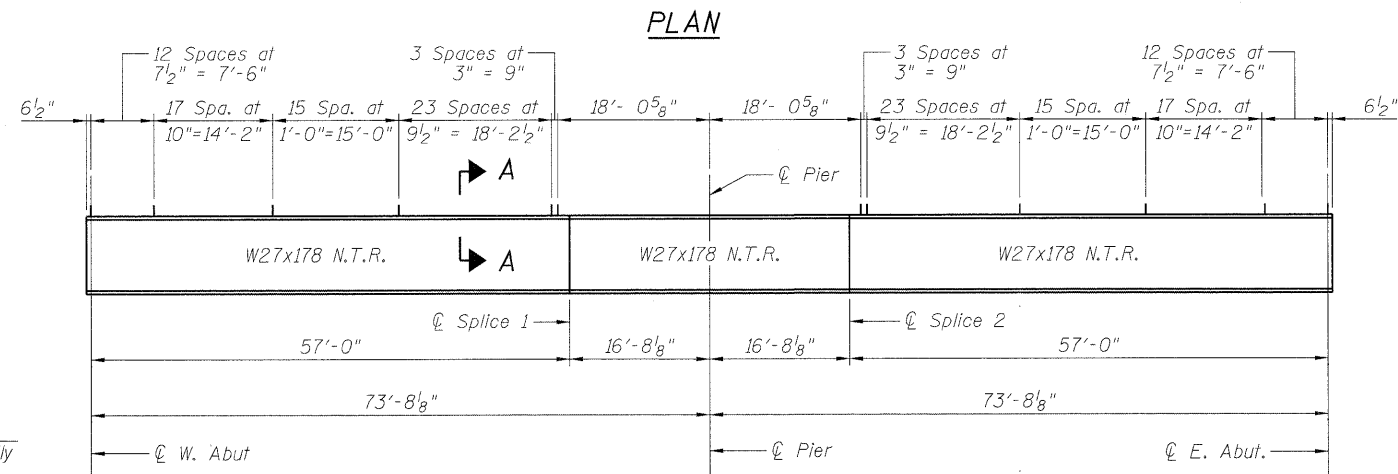 PLAN
12 Spaces at
7½" = 7'-6"
3 Spaces at
3" = 9"
3 Spaces at
3" = 9"
12 Spaces at
7½" = 7'-6"
6½"
17 Spa. at
10"=14'-2"
15 Spa. at
1'-0"=15'-0"
23 Spaces at
9½" = 18'-2½"
18'- 0⅝"
18'- 0⅝"
23 Spaces at
9½" = 18'-2½"
15 Spa. at
1'-0"=15'-0"
17 Spa. at
10"=14'-2"
6½"
A
℄ Pier
W27x178 N.T.R.
A
W27x178 N.T.R.
W27x178 N.T.R.
℄ Splice 1
℄ Splice 2
57'-0"
16'-8⅛"
16'-8⅛"
57'-0"
73'-8⅛"
73'-8⅛"
ly
℄ W. Abut
℄ Pier
℄ E. Abut.